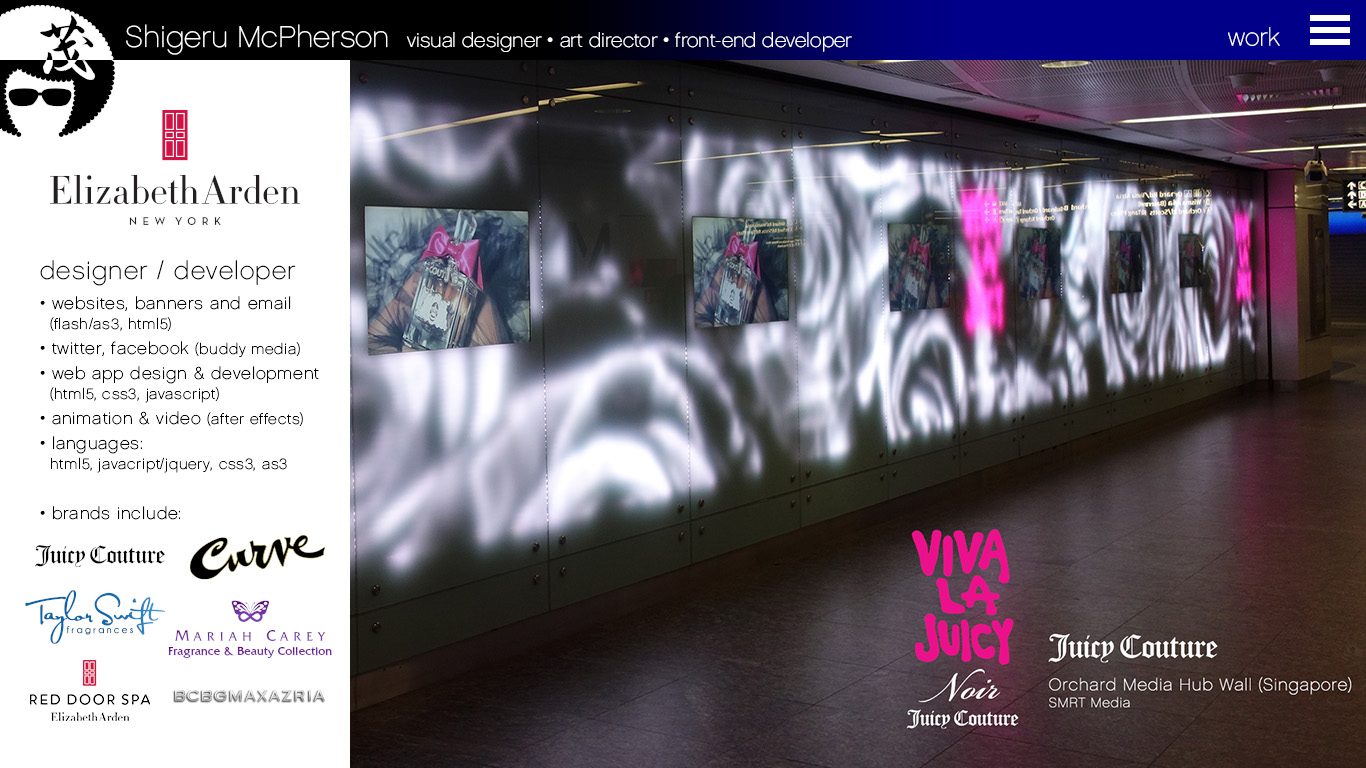 茂
Shigeru McPherson visual designer • art director • front-end developer
work
Elizabeth Arden
NEW YORK
designer / developer
• websites, banners and email
(flash/as3, html5)
• twitter, facebook (buddy media)
• web app design & development
(html5, css3, javascript)
• animation & video (after effects)
• languages:
html5, javacript/jquery, css3, as3
• brands include:
Juicy Couture
Curve
Taylor Swift
fragrances
MARIAH CAREY
Fragrance & Beauty Collection
RED DOOR SPA
Elizabeth Arden
BCBGMAXAZRIA
VIVA
LA
JUICY
Noir
Juicy Couture
Juicy Couture
Orchard Media Hub Wall (Singapore)
SMRT Media